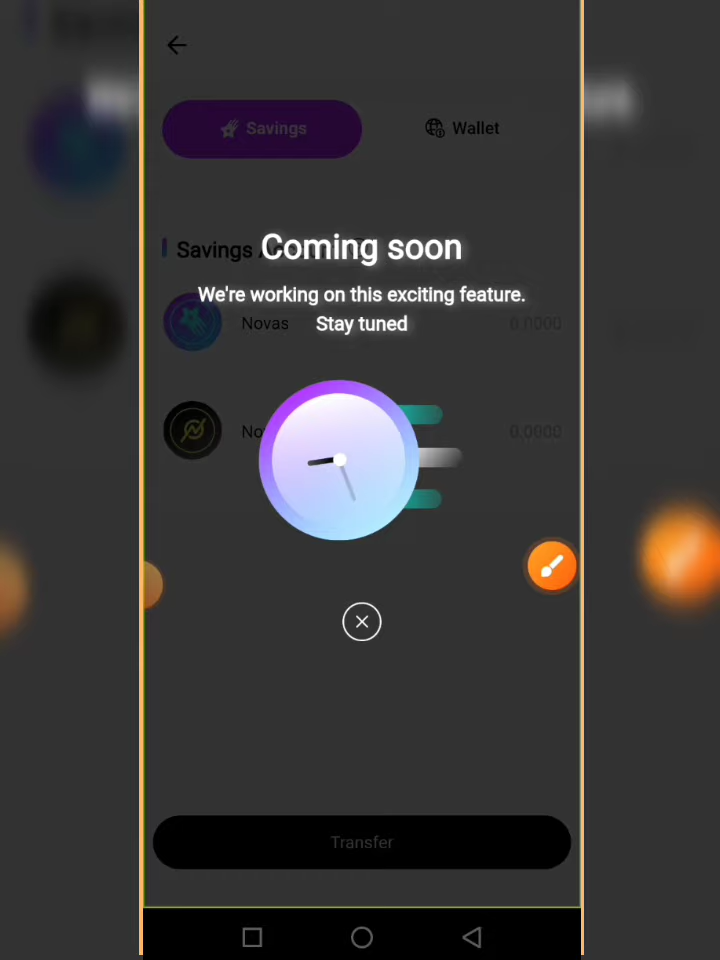 Savings
Wallet
Savings
Coming soon
We're working on this exciting feature.
Stay tuned
Novas
0,0000
0,0000
Transfer